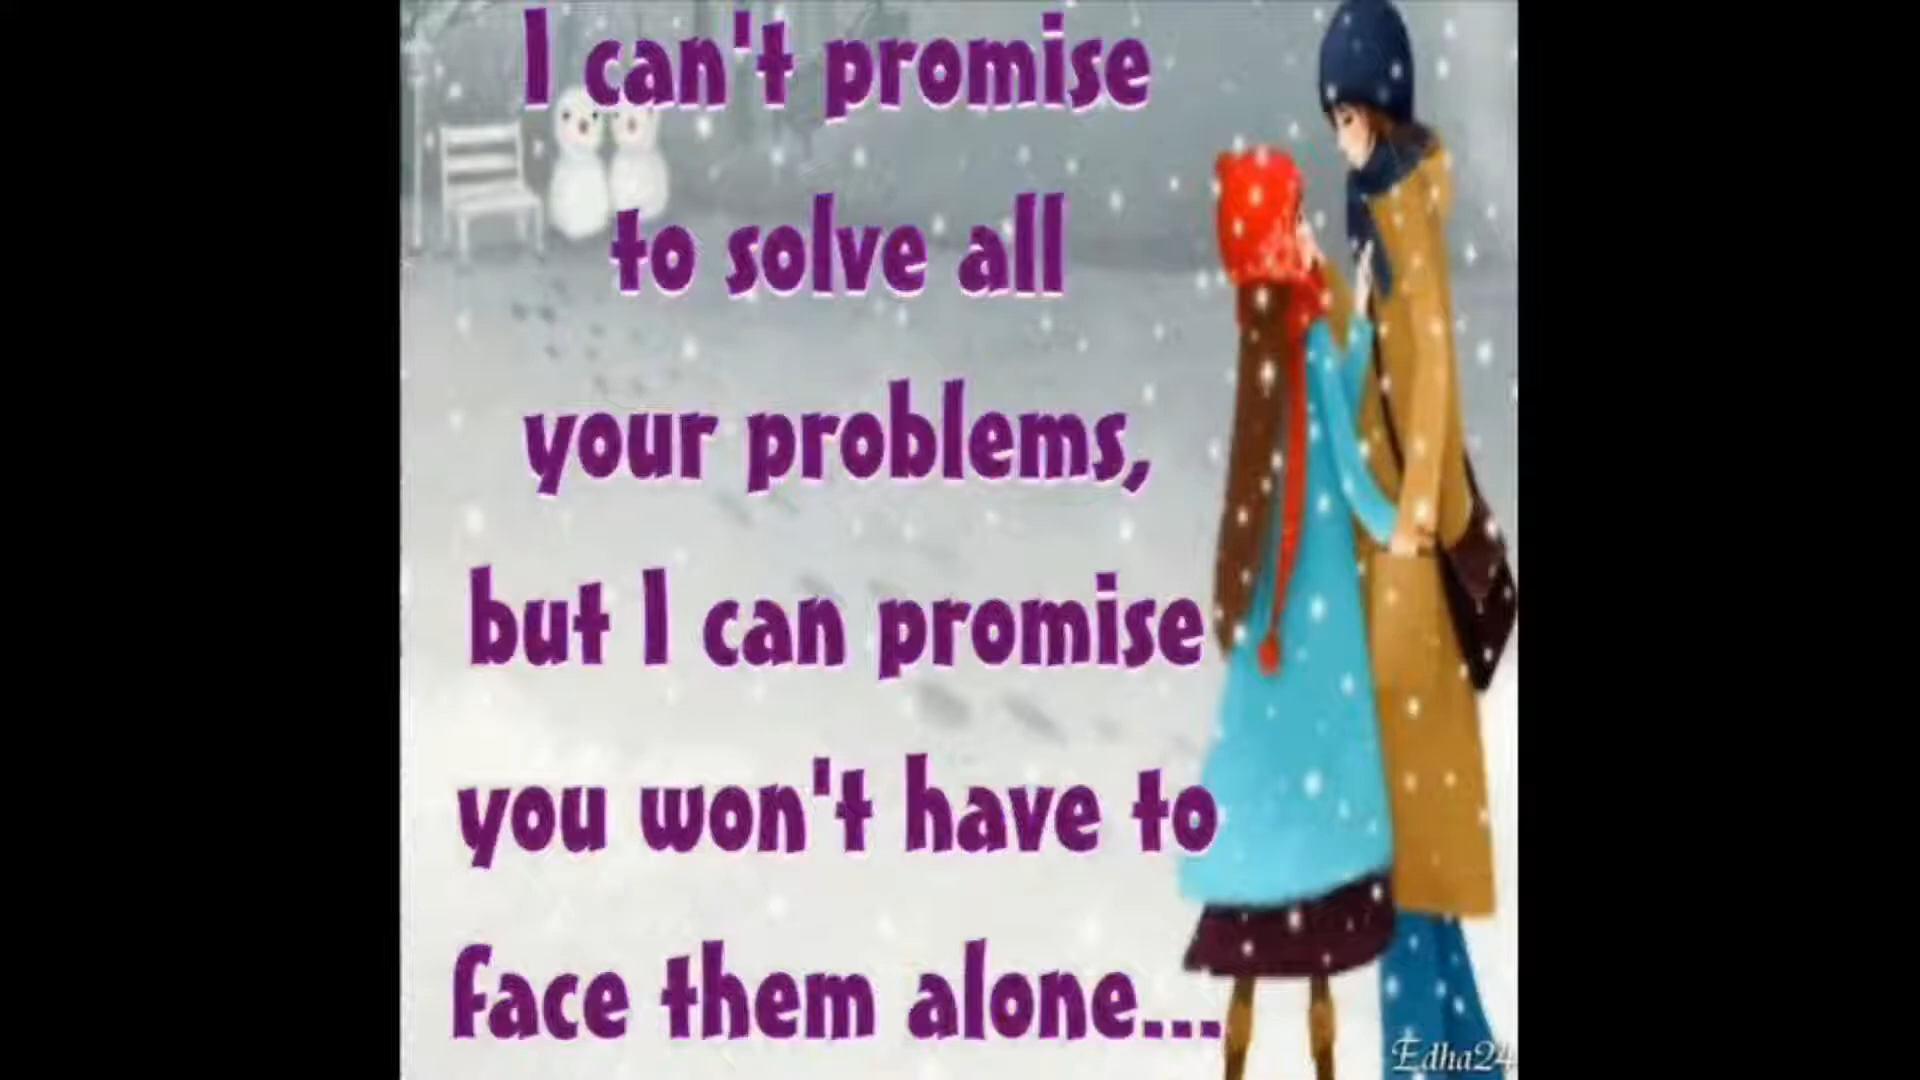 I can't promise
to solve all
your problems,
but I can promise
you won't have to
face them alone...
Edha24